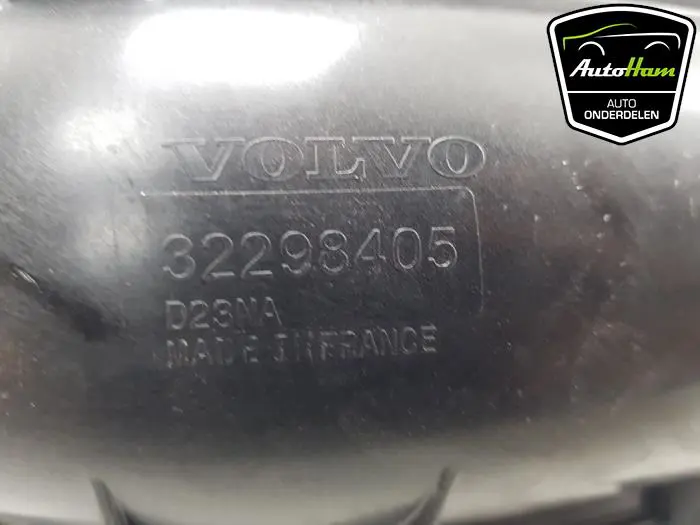 AutoHam
AUTO
ONDERDELEN
VOLVO
32298405
D23NA
MADE IN FRANCE